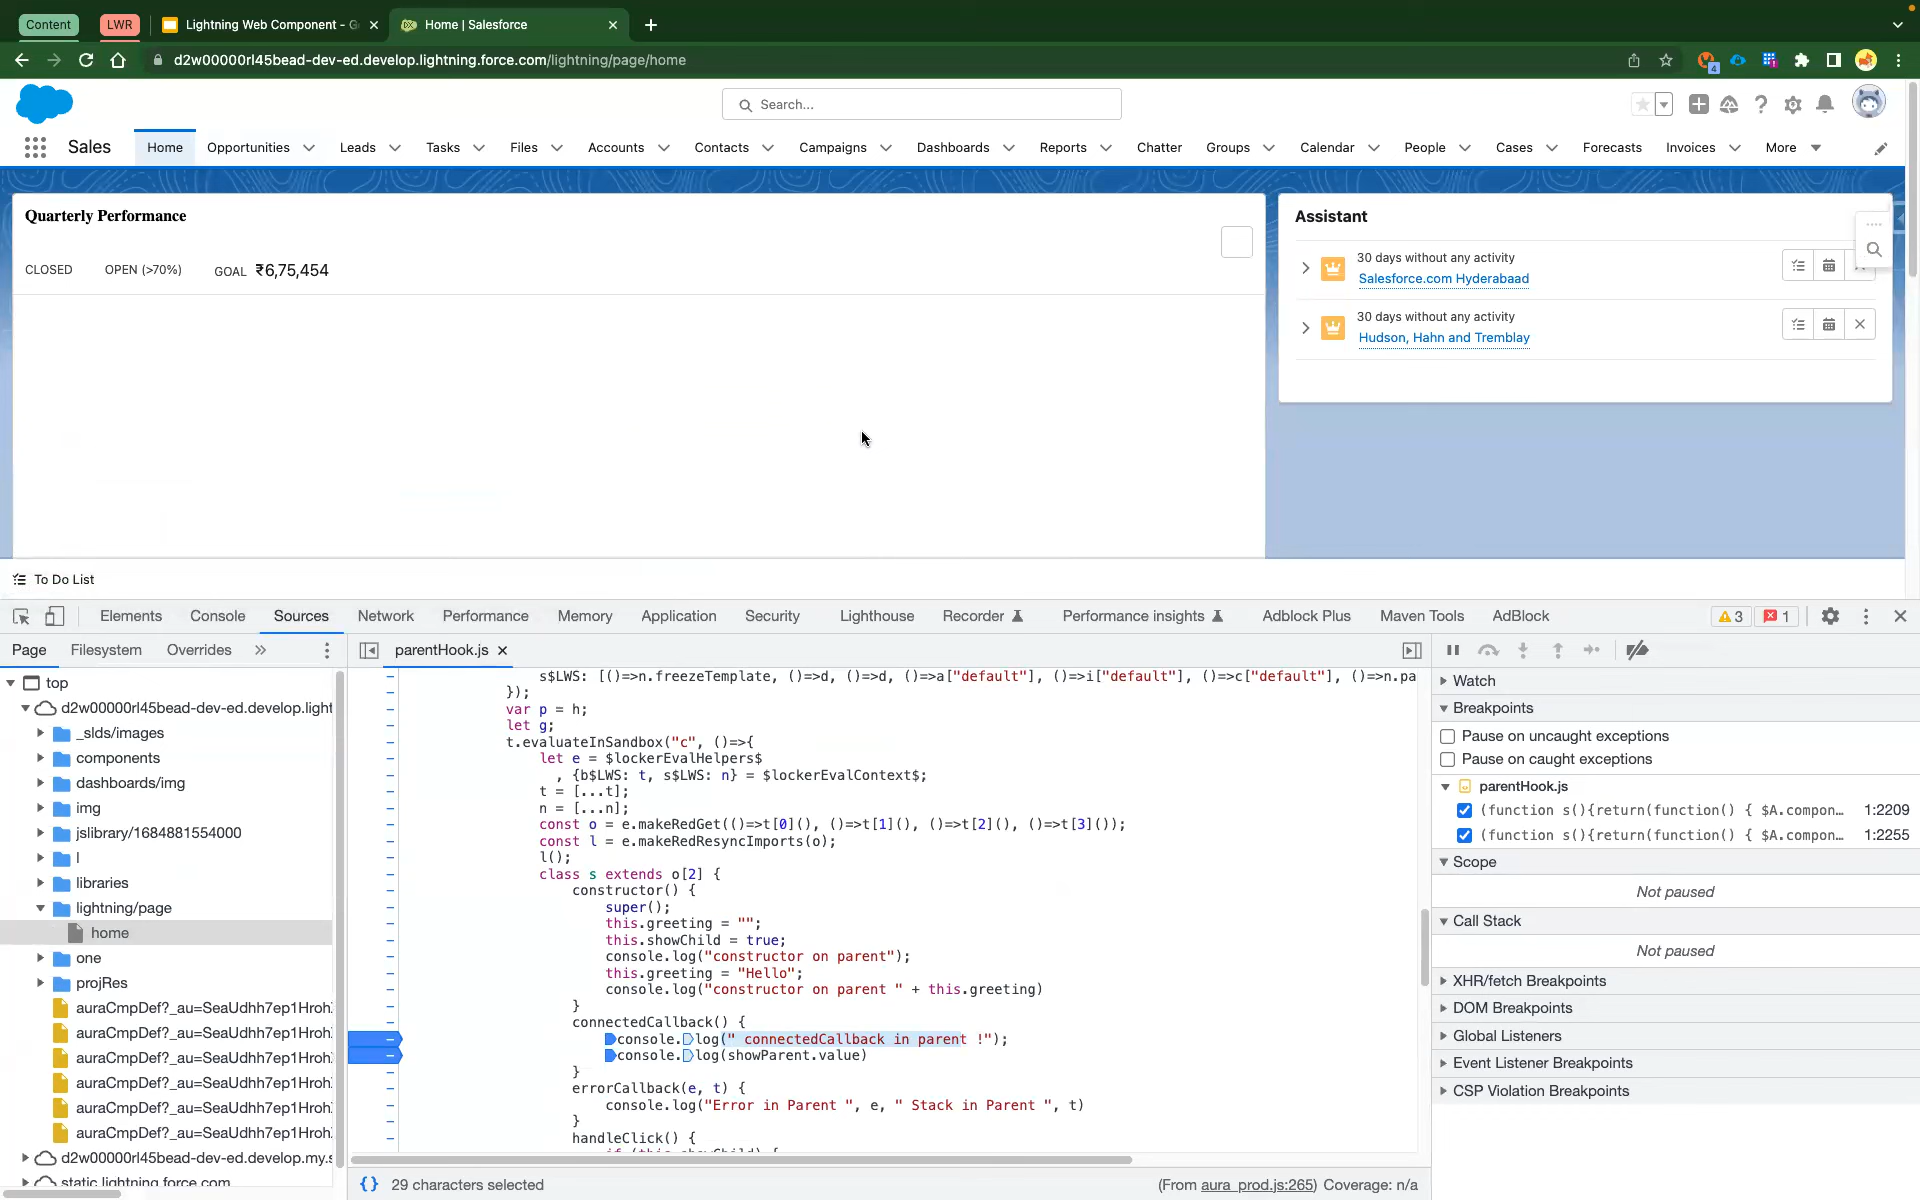 Content
LWR
Lightning Web Component - G
Home | Salesforce
d2w00000rl45bead-dev-ed.develop.lightning.force.com/lightning/page/home
4
Search...
Sales
Home
Opportunities
Leads
Tasks
Files
Accounts
Contacts
Campaigns
Dashboards
Reports
Chatter
Groups
Calendar
People
Cases
Forecasts
Invoices
More
Quarterly Performance
CLOSED
OPEN (>70%)
GOAL ₹6,75,454
Assistant
30 days without any activity
Salesforce.com Hyderabaad
30 days without any activity
Hudson, Hahn and Tremblay
To Do List
Elements
Console
Sources
Network
Performance
Memory
Application
Security
Lighthouse
Recorder
Performance insights
Adblock Plus
Maven Tools
AdBlock
3
1
Page
Filesystem
Overrides
»
parentHook.js
top
d2w00000rl45bead-dev-ed.develop.light
_slds/images
components
dashboards/img
img
jslibrary/1684881554000
l
libraries
lightning/page
home
one
projRes
auraCmpDef?_au=SeaUdhh7ep1Hroh
auraCmpDef?_au=SeaUdhh7ep1Hroh
auraCmpDef?_au=SeaUdhh7ep1Hroh
auraCmpDef?_au=SeaUdhh7ep1Hroh
auraCmpDef?_au=SeaUdhh7ep1Hroh
auraCmpDef?_au=SeaUdhh7ep1Hroh
d2w00000rl45bead-dev-ed.develop.my.s
static.lightning.force.com
s$LWS: [()=>n.freezeTemplate, ()=>d, ()=>d, ()=>a["default"], ()=>i["default"], ()=>c["default"], ()=>n.pa
});
var p = h;
let g;
t.evaluateInSandbox("c", ()=>{
let e = $lockerEvalHelpers$
, {b$LWS: t, s$LWS: n} = $lockerEvalContext$;
t = [...t];
n = [...n];
const o = e.makeRedGet(()=>t[0](), ()=>t[1](), ()=>t[2](), ()=>t[3]());
const l = e.makeRedResyncImports(o);
l();
class s extends o[2] {
constructor() {
super();
this.greeting = "";
this.showChild = true;
console.log("constructor on parent");
this.greeting = "Hello";
console.log("constructor on parent " + this.greeting)
}
connectedCallback() {
console.log(" connectedCallback in parent !");
console.log(showParent.value)
}
errorCallback(e, t) {
console.log("Error in Parent ", e, " Stack in Parent ", t)
}
handleClick() {
if (this.showChild) {
{} 29 characters selected
(From aura_prod.js:265) Coverage: n/a
Watch
Breakpoints
Pause on uncaught exceptions
Pause on caught exceptions
parentHook.js
(function s(){return(function() { $A.compon… 1:2209
(function s(){return(function() { $A.compon… 1:2255
Scope
Not paused
Call Stack
Not paused
XHR/fetch Breakpoints
DOM Breakpoints
Global Listeners
Event Listener Breakpoints
CSP Violation Breakpoints